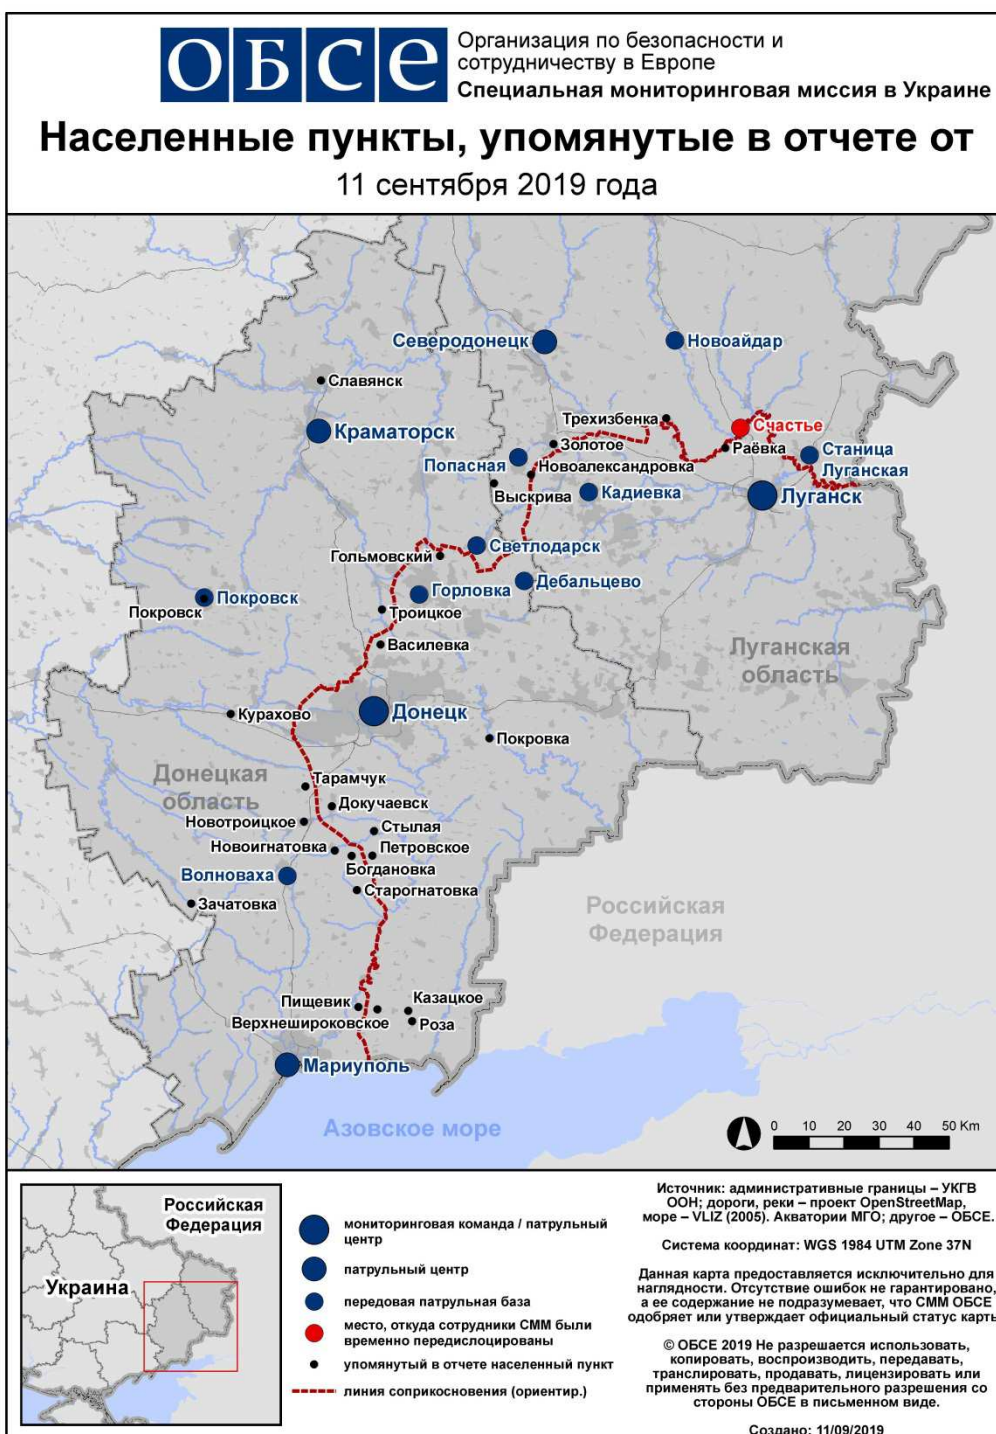 ОБСЕ
Организация по безопасности и
сотрудничеству в Европе
Специальная мониторинговая миссия в Украине
Населенные пункты, упомянутые в отчете от
11 сентября 2019 года
Северодонецк
Новоайдар
Славянск
Трехизбенка
Счастье
Краматорск
Золотое
Раёвка
Станица
Луганская
Попасная
Новоалександровка
Выскрива
Кадиевка
Луганск
Светлодарск
Гольмовский
Дебальцево
Горловка
Покровск
Покровск
Троицкое
Василевка
Луганская
область
Курахово
Донецк
Покровка
Донецкая
область
Тарамчук
Докучаевск
Новотроицкое
Стылая
Новоигнатовка
Петровское
Богдановка
Волноваха
Старогнатовка
Зачатовка
Российская
Федерация
Пищевик
Казацкое
Верхнешироковское
Роза
Мариуполь
Азовское море
0 10 20 30 40 50 Km
Российская
Федерация
Украина
мониторинговая команда / патрульный
центр
патрульный центр
передовая патрульная база
место, откуда сотрудники СММ были
временно передислоцированы
упомянутый в отчете населенный пункт
линия соприкосновения (ориентир.)
Источник: административные границы – УКГВ
ООН; дороги, реки – проект OpenStreetMap,
море – VLIZ (2005). Акватории МГО; другое – ОБСЕ.
Система координат: WGS 1984 UTM Zone 37N
Данная карта предоставляется исключительно для
наглядности. Отсутствие ошибок не гарантировано,
а ее содержание не подразумевает, что СММ ОБСЕ
одобряет или утверждает официальный статус карты
© ОБСЕ 2019 Не разрешается использовать,
копировать, воспроизводить, передавать,
транслировать, продавать, лицензировать или
применять без предварительного разрешения со
стороны ОБСЕ в письменном виде.
Создано: 11/09/2019